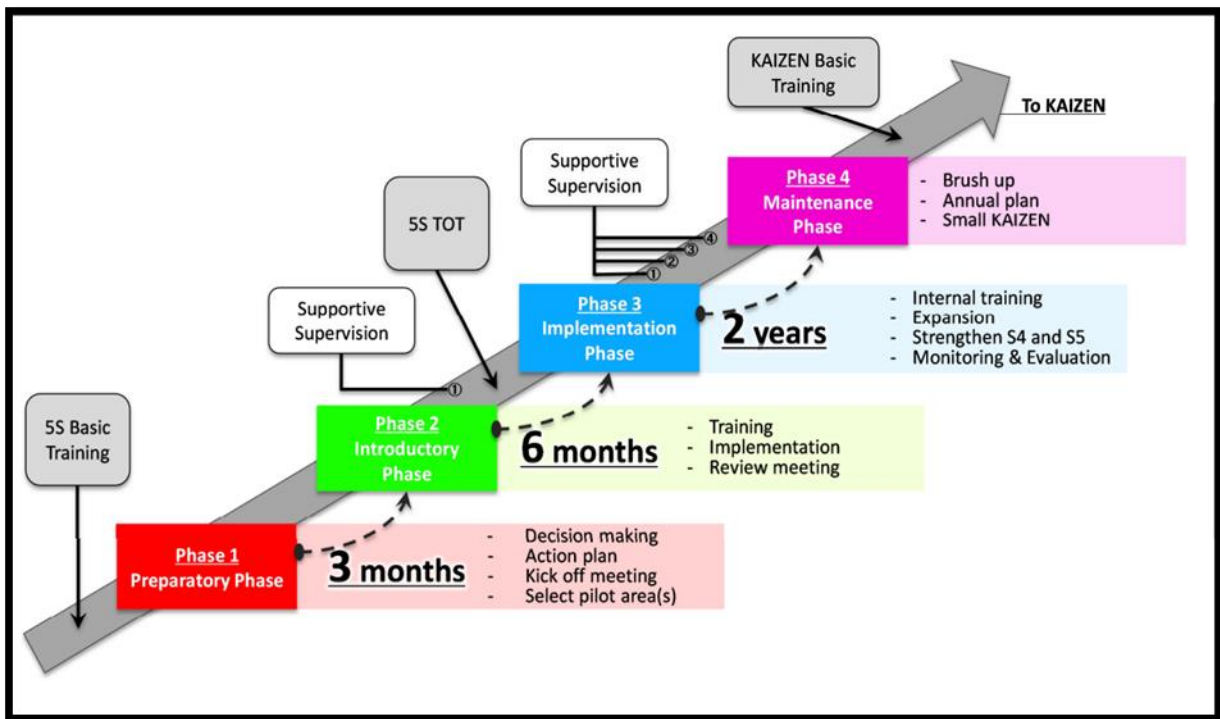 KAIZEN Basic
Training
To KAIZEN
Supportive
Supervision
Phase 4
Maintenance
Phase
- Brush up
- Annual plan
- Small KAIZEN
5S TOT
④
③
②
①
Supportive
Supervision
Phase 3
Implementation
Phase
2 years
- Internal training
- Expansion
- Strengthen S4 and S5
- Monitoring & Evaluation
①
5S Basic
Training
Phase 2
Introductory
Phase
6 months
- Training
- Implementation
- Review meeting
Phase 1
Preparatory Phase
3 months
- Decision making
- Action plan
- Kick off meeting
- Select pilot area(s)